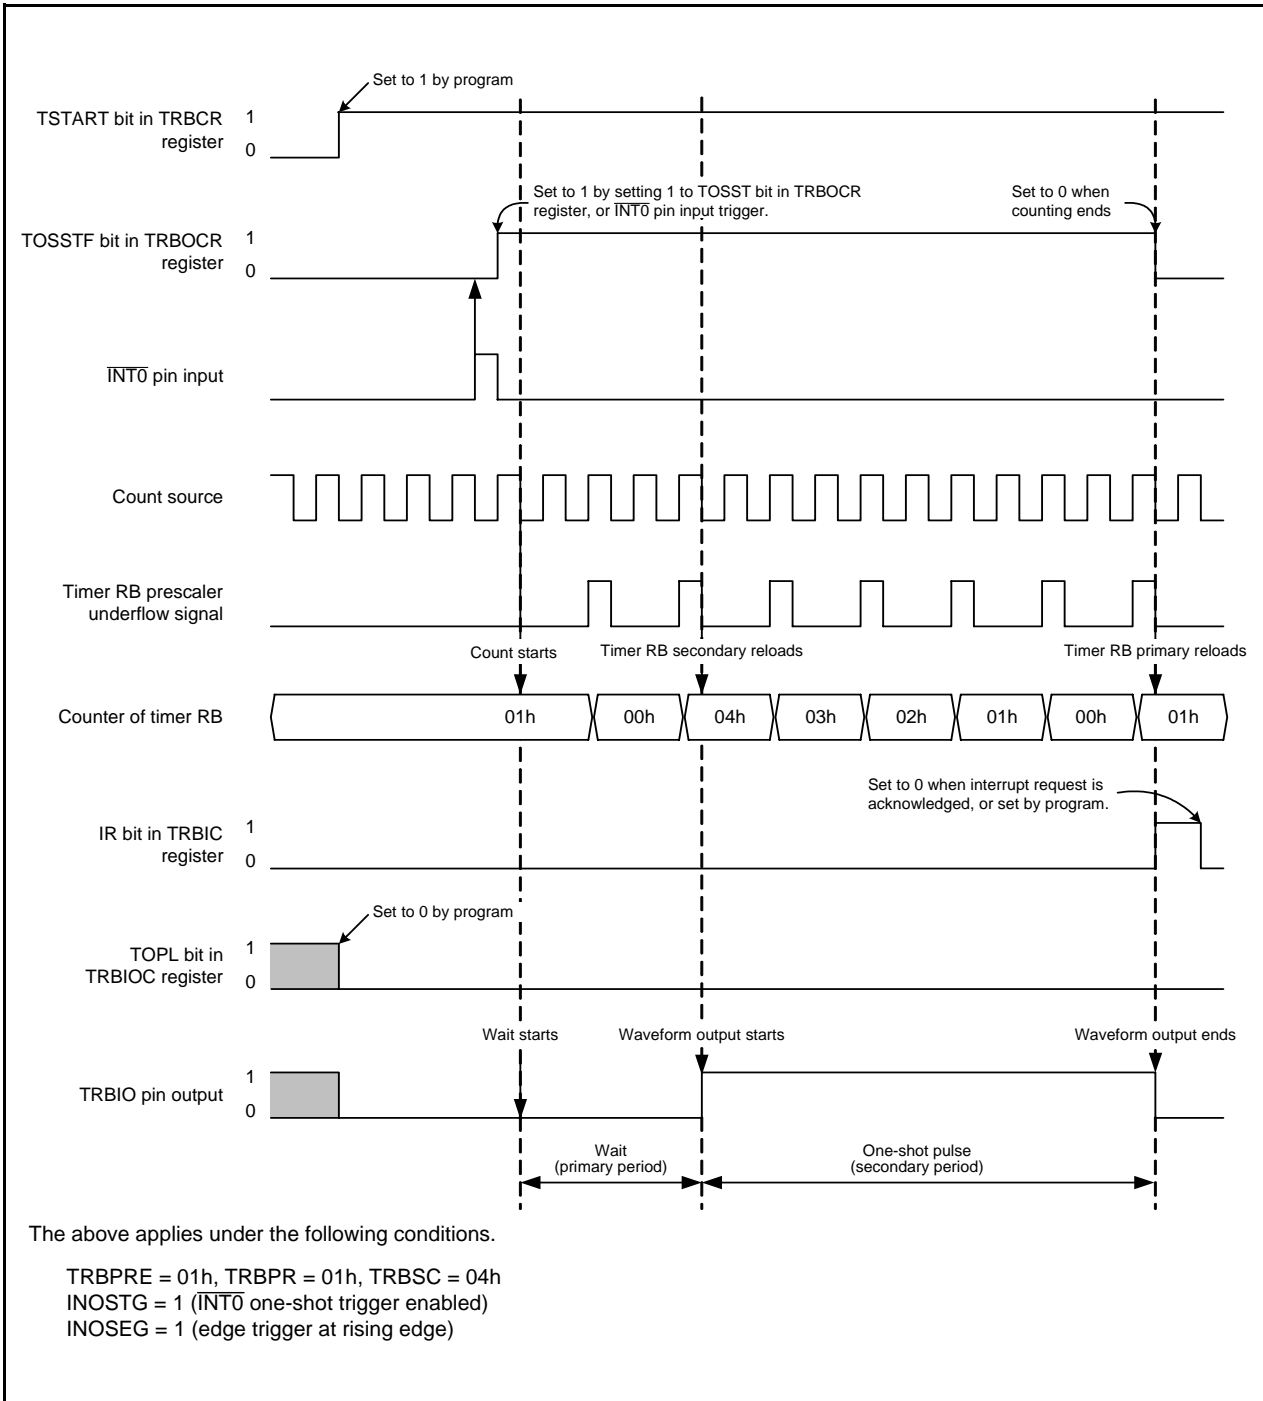 Set to 1 by program
TSTART bit in TRBCR register
1
0
Set to 1 by setting 1 to TOSST bit in TRBOCR
register, or INT0 pin input trigger.
Set to 0 when
counting ends
TOSSTF bit in TRBOCR
register
1
0
INT0 pin input
Count source
Timer RB prescaler
underflow signal
Count starts
Timer RB secondary reloads
Timer RB primary reloads
Counter of timer RB
01h
00h
04h
03h
02h
01h
00h
01h
Set to 0 when interrupt request is
acknowledged, or set by program.
IR bit in TRBIC
register
1
0
Set to 0 by program
TOPL bit in
TRBIOC register
1
0
Wait starts
Waveform output starts
Waveform output ends
TRBIO pin output
1
0
Wait
(primary period)
One-shot pulse
(secondary period)
The above applies under the following conditions.
TRBPRE = 01h, TRBPR = 01h, TRBSC = 04h
INOSTG = 1 (INT0 one-shot trigger enabled)
INOSEG = 1 (edge trigger at rising edge)